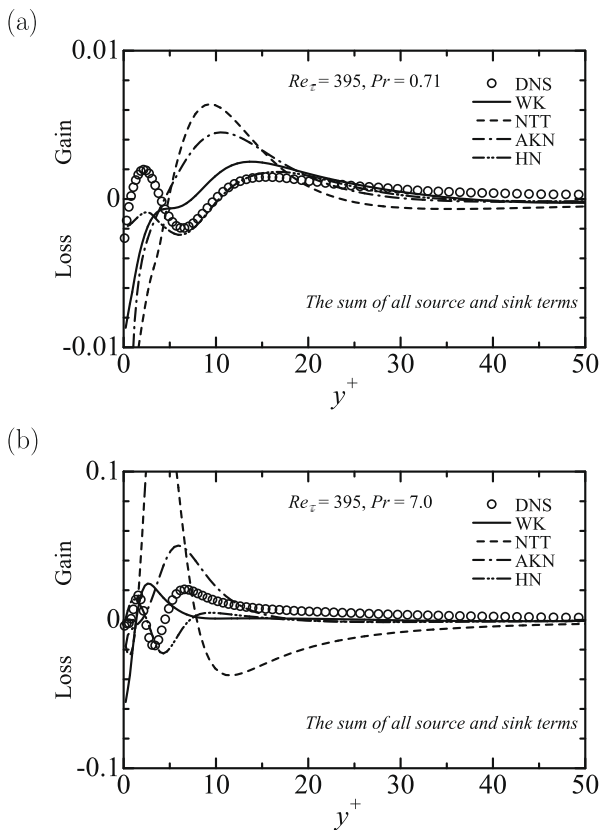 (a)
0.01
Re_τ = 395, Pr = 0.71
DNS
WK
NTT
AKN
HN
Gain
0
Loss
The sum of all source and sink terms
-0.01
0 10 20 30 40 50
y⁺
(b)
0.1
Re_τ = 395, Pr = 7.0
DNS
WK
NTT
AKN
HN
Gain
0
Loss
The sum of all source and sink terms
-0.1
0 10 20 30 40 50
y⁺